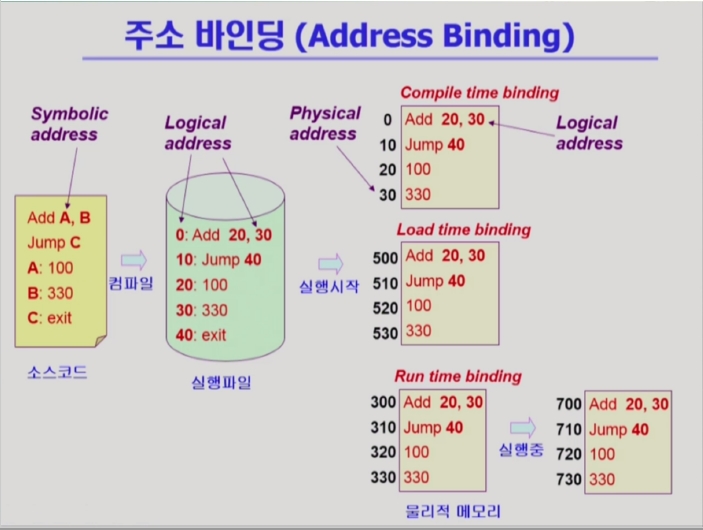 주소 바인딩 (Address Binding)
Symbolic
address
Add A, B
Jump C
A: 100
B: 330
C: exit
소스코드
컴파일
Logical
address
0: Add 20, 30
10: Jump 40
20: 100
30: 330
40: exit
실행파일
실행시작
Physical
address
Compile time binding
0 Add 20, 30
10 Jump 40
20 100
30 330
Logical
address
Load time binding
500 Add 20, 30
510 Jump 40
520 100
530 330
Run time binding
300 Add 20, 30
310 Jump 40
320 100
330 330
실행중
700 Add 20, 30
710 Jump 40
720 100
730 330
물리적 메모리